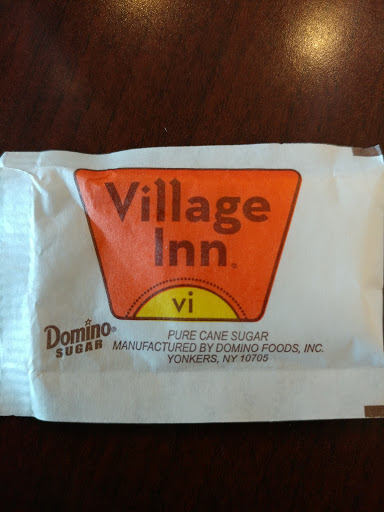 Village
Inn®
vi
Domino®
SUGAR
PURE CANE SUGAR
MANUFACTURED BY DOMINO FOODS, INC.
YONKERS, NY 10705